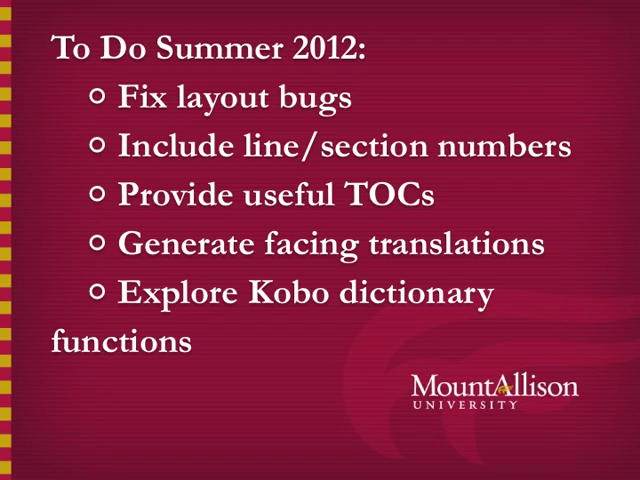 To Do Summer 2012:
Fix layout bugs
Include line/section numbers
Provide useful TOCs
Generate facing translations
Explore Kobo dictionary
functions
MountAllison
UNIVERSITY